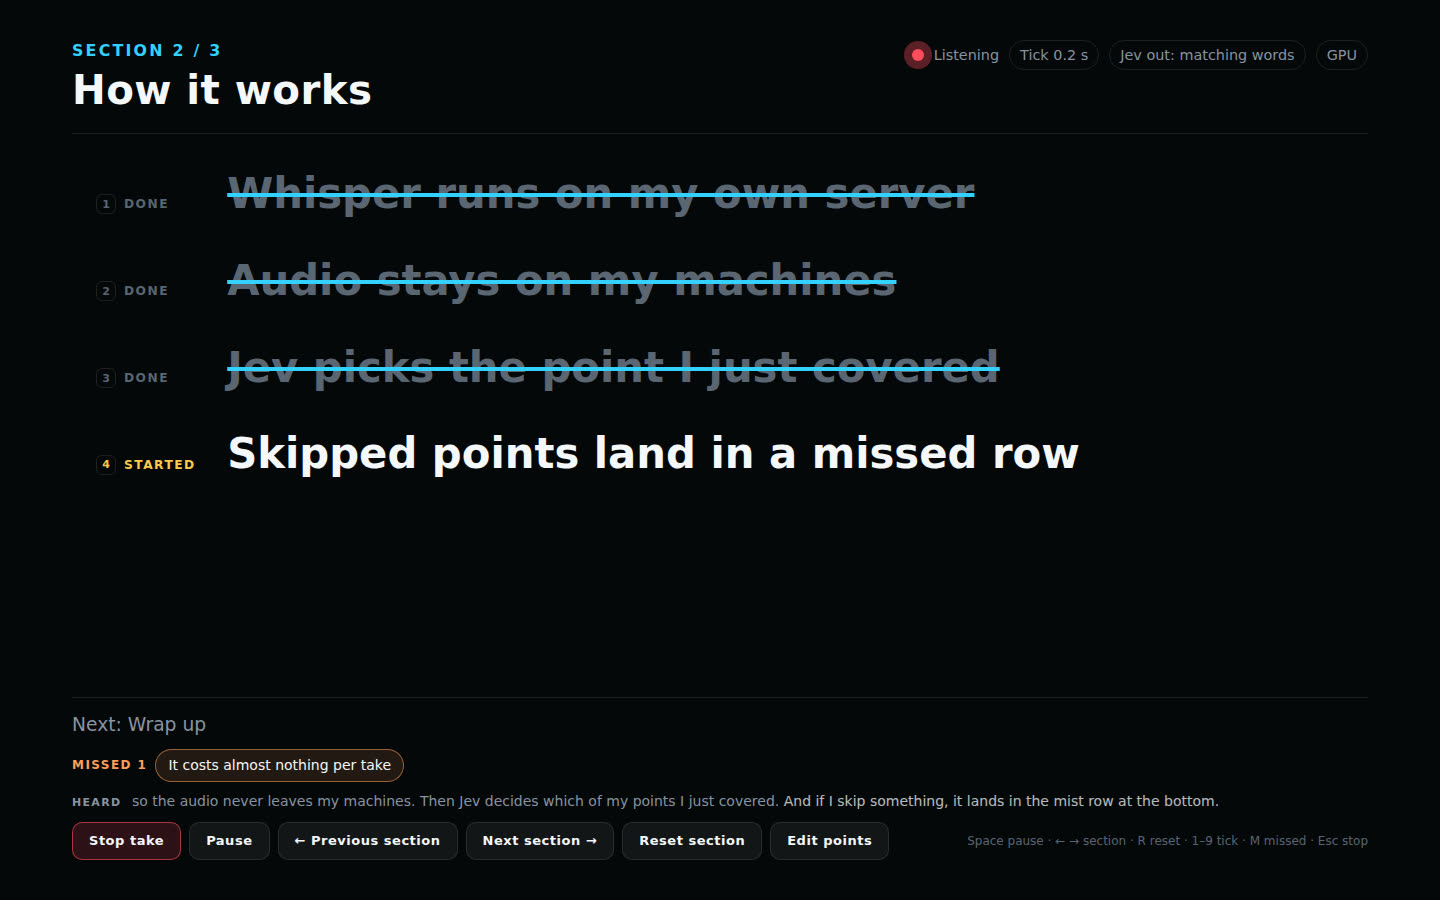 SECTION 2 / 3
How it works
Listening
Tick 0.2 s
Jev out: matching words
GPU
1 DONE Whisper runs on my own server
2 DONE Audio stays on my machines
3 DONE Jev picks the point I just covered
4 STARTED Skipped points land in a missed row
Next: Wrap up
MISSED 1 It costs almost nothing per take
HEARD so the audio never leaves my machines. Then Jev decides which of my points I just covered. And if I skip something, it lands in the mist row at the bottom.
Stop take
Pause
← Previous section
Next section →
Reset section
Edit points
Space pause · ← → section · R reset · 1–9 tick · M missed · Esc stop